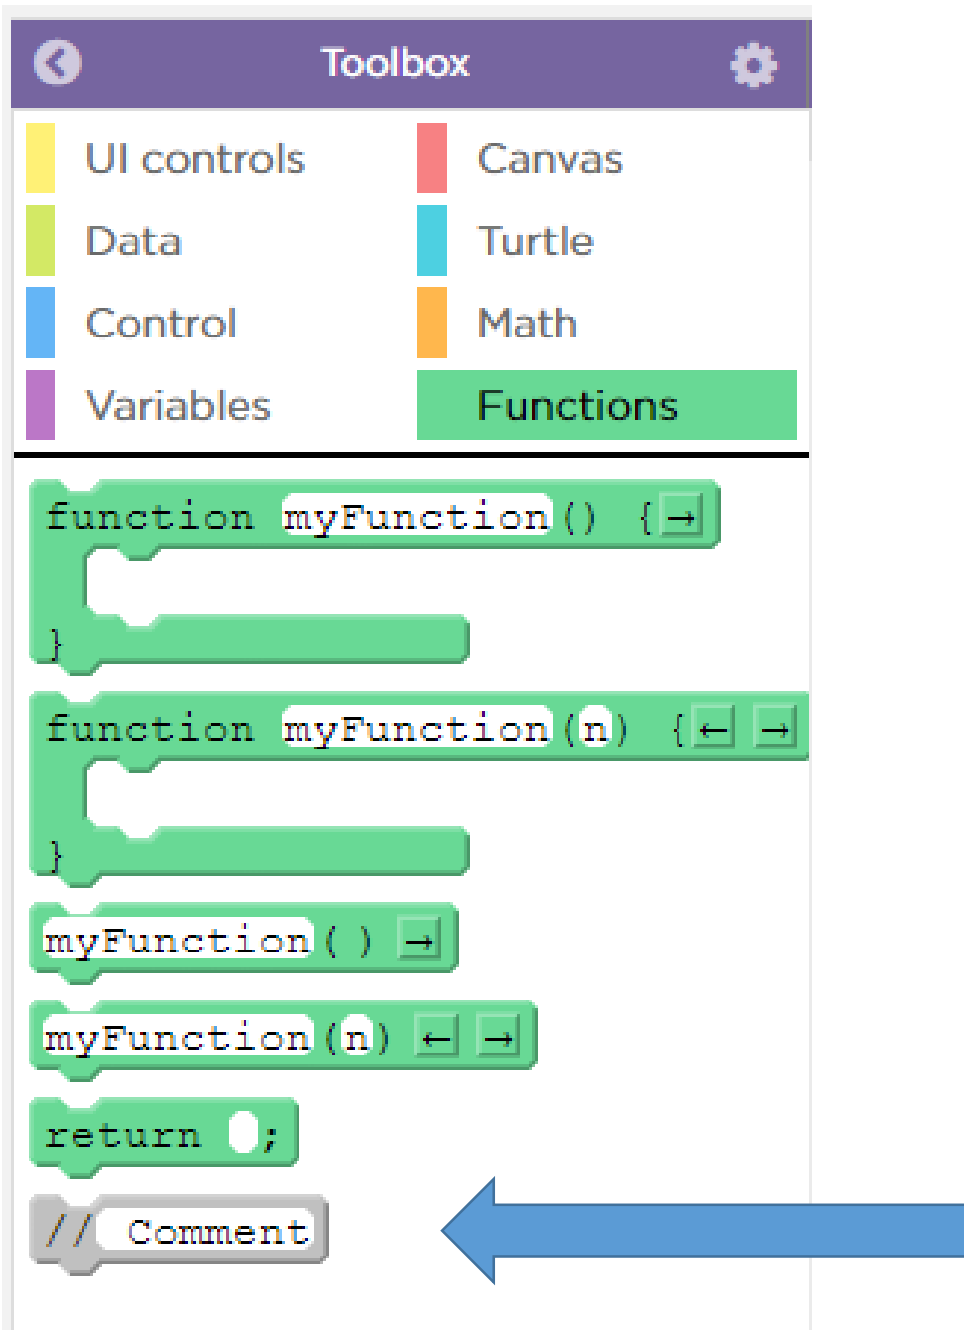 Toolbox
UI controls
Canvas
Data
Turtle
Control
Math
Variables
Functions
function myFunction() {→
}
function myFunction(n) {← →
}
myFunction() →
myFunction(n) ← →
return ;
// Comment